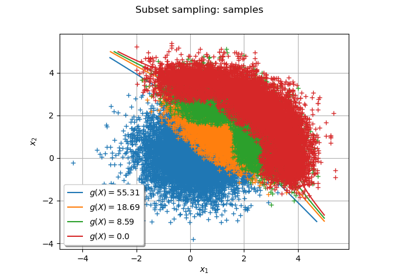 Subset sampling: samples
x2
4
2
0
−2
−4
g(X) = 55.31
g(X) = 18.69
g(X) = 8.59
g(X) = 0.0
−4 −2 0 2 4
x1